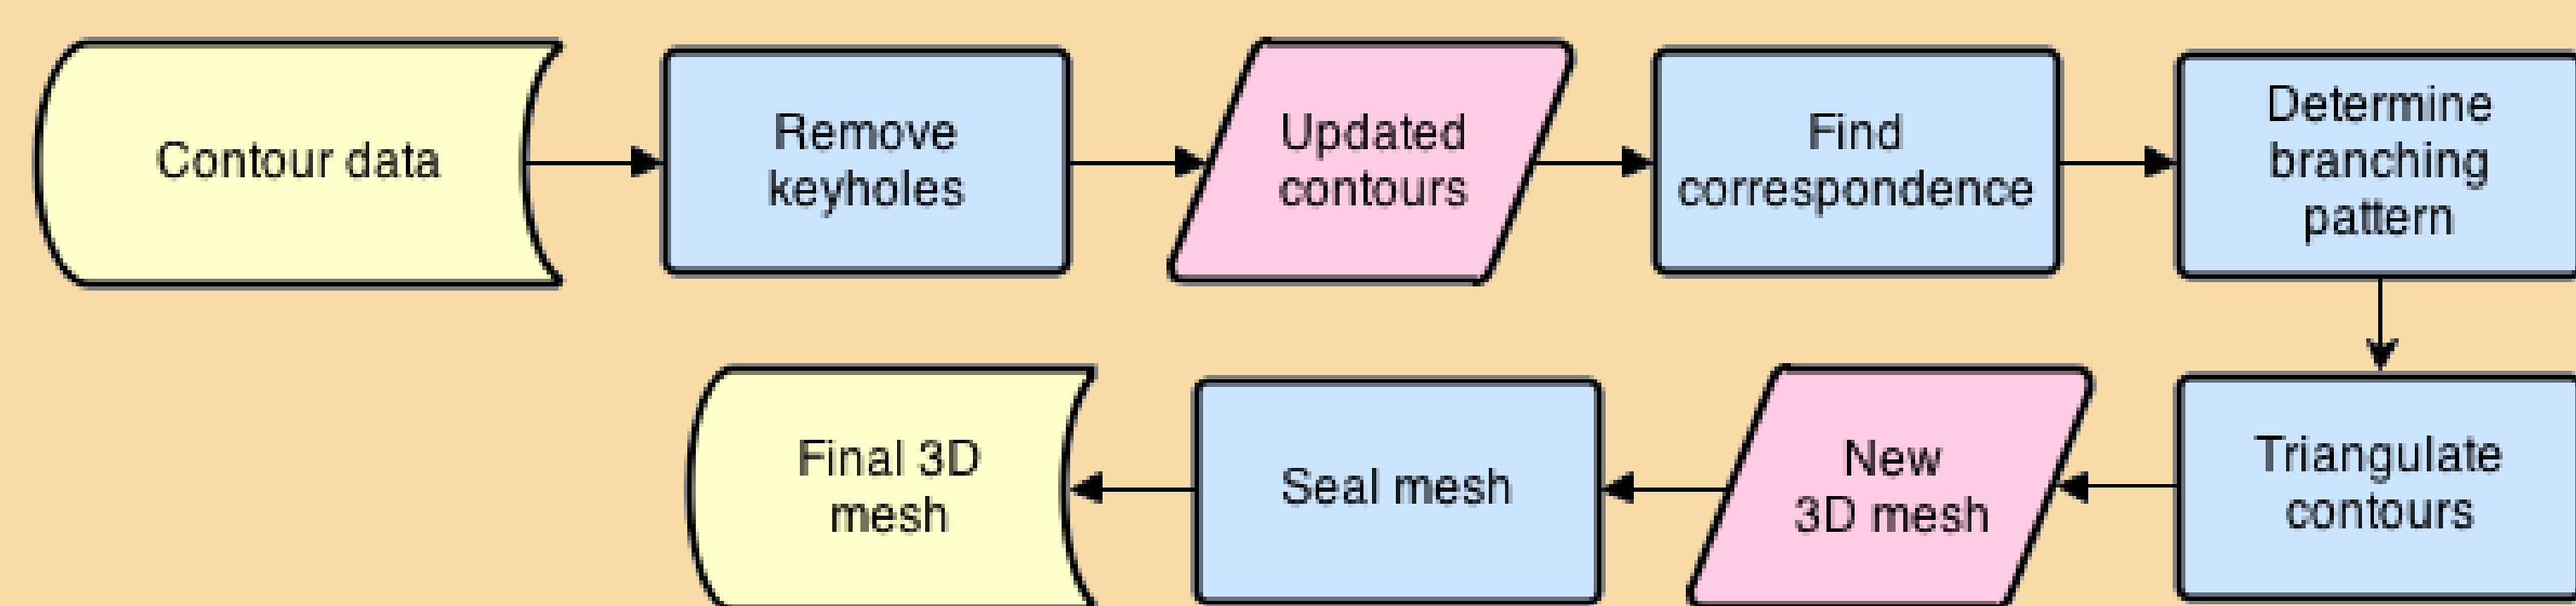 Contour data
Remove
keyholes
Updated
contours
Find
correspondence
Determine
branching
pattern
Triangulate
contours
New
3D mesh
Seal mesh
Final 3D
mesh